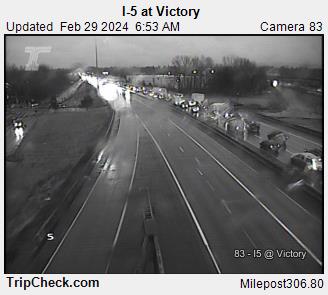 I-5 at Victory
Updated Feb 29 2024 6:53 AM Camera 83
T
S
83 - I5 @ Victory
TripCheck.com Milepost306.80